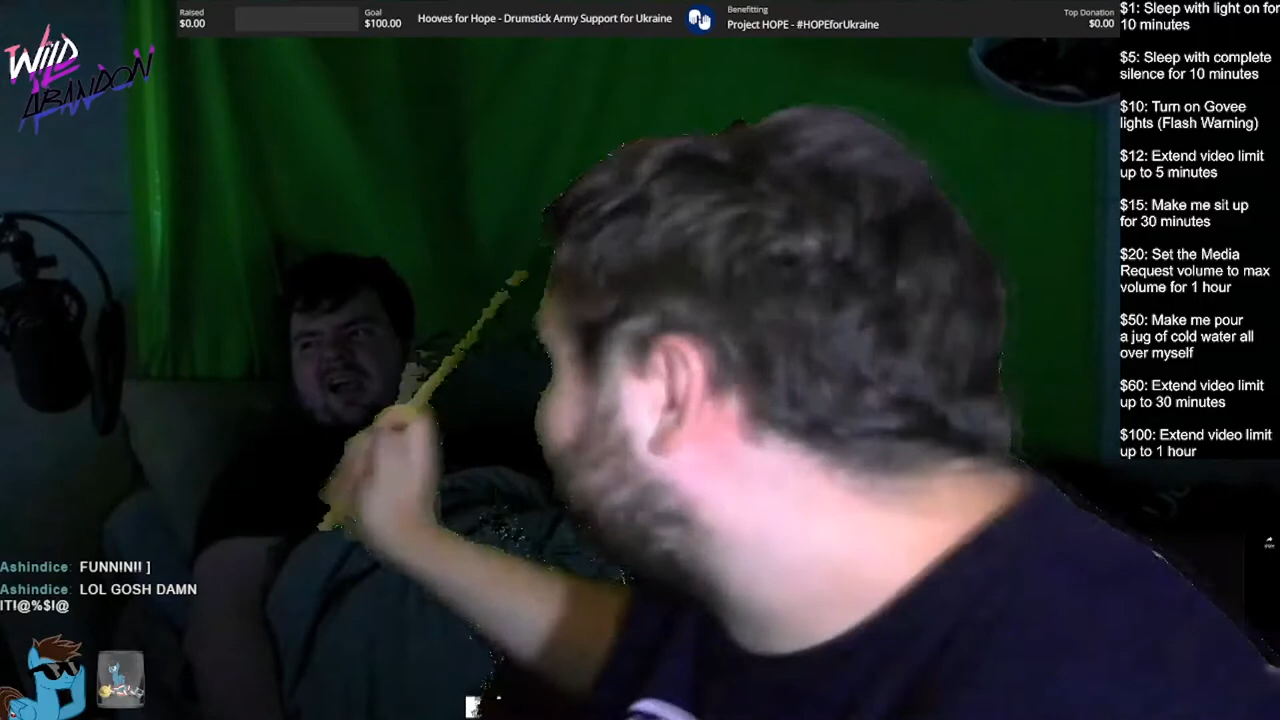 Raised
$0.00
Goal
$100.00
Hooves for Hope - Drumstick Army Support for Ukraine
Benefitting
Project HOPE - #HOPEforUkraine
Top Donation
$0.00
WILD
ABANDON
$1: Sleep with light on for
10 minutes
$5: Sleep with complete
silence for 10 minutes
$10: Turn on Govee
lights (Flash Warning)
$12: Extend video limit
up to 5 minutes
$15: Make me sit up
for 30 minutes
$20: Set the Media
Request volume to max
volume for 1 hour
$50: Make me pour
a jug of cold water all
over myself
$60: Extend video limit
up to 30 minutes
$100: Extend video limit
up to 1 hour
Ashindice: FUNNIN!! ]
Ashindice: LOL GOSH DAMN
IT!@%$!@